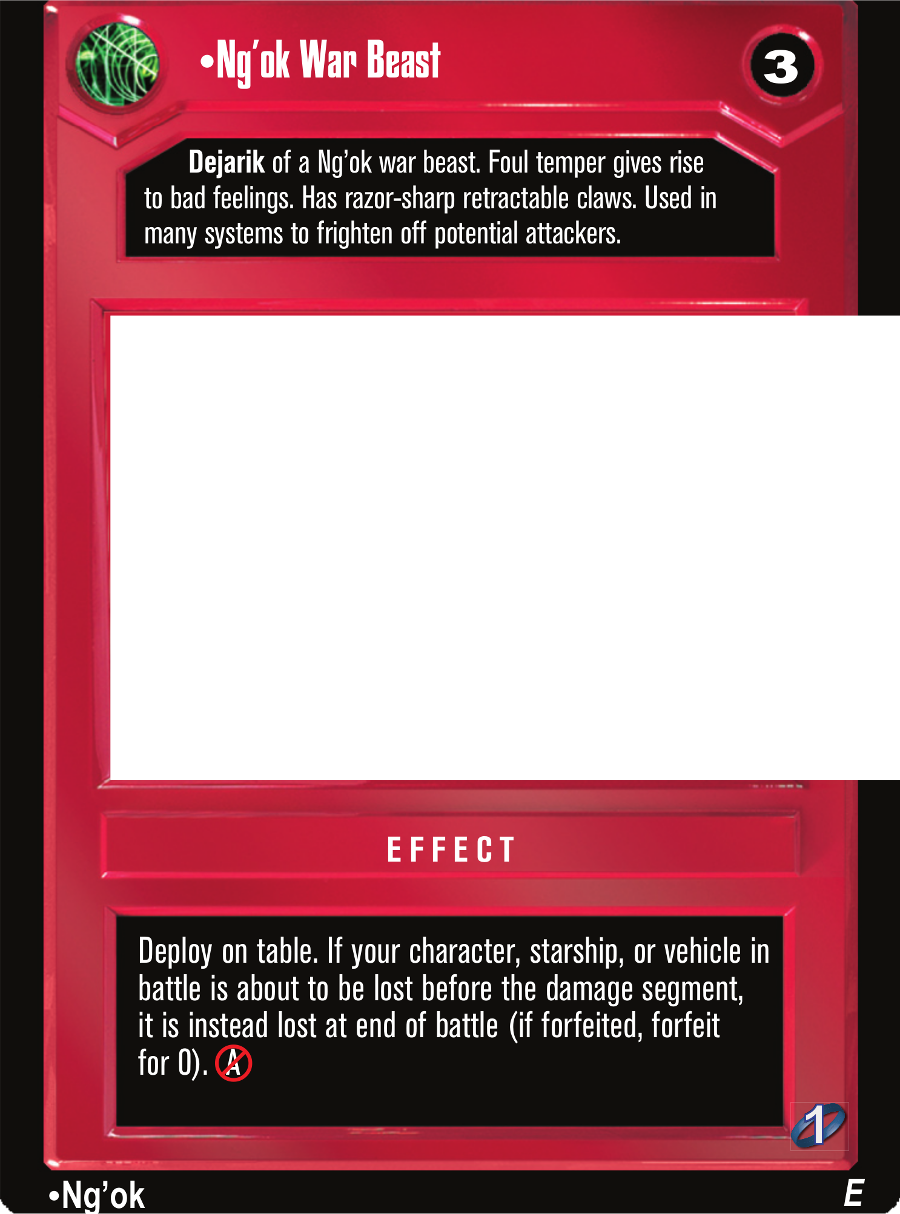 •Ng’ok War Beast
3
Dejarik of a Ng’ok war beast. Foul temper gives rise
to bad feelings. Has razor-sharp retractable claws. Used in
many systems to frighten off potential attackers.
EFFECT
Deploy on table. If your character, starship, or vehicle in
battle is about to be lost before the damage segment,
it is instead lost at end of battle (if forfeited, forfeit
for 0). A
1
•Ng’ok
E